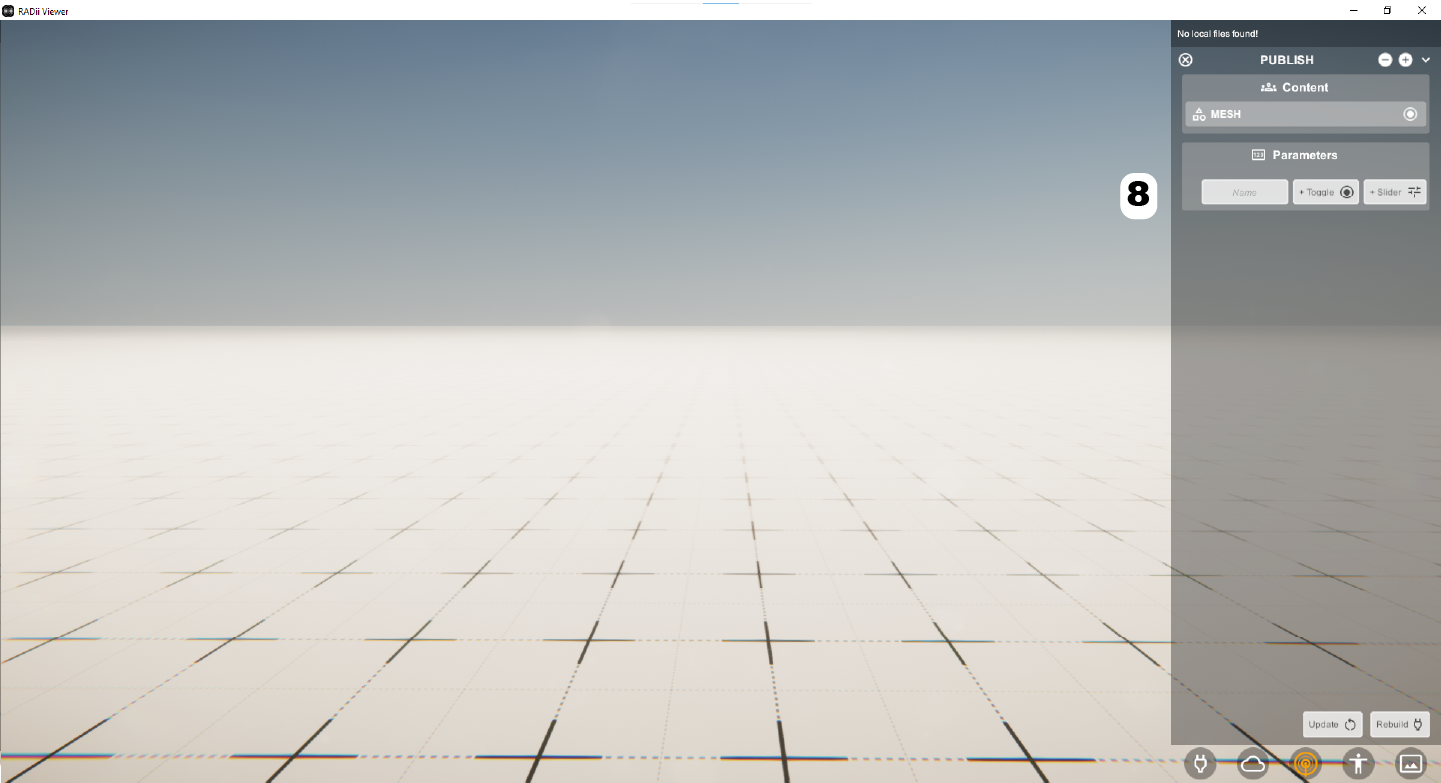 RADii Viewer
No local files found!
PUBLISH
Content
MESH
Parameters
8
Name
+ Toggle
+ Slider
Update
Rebuild